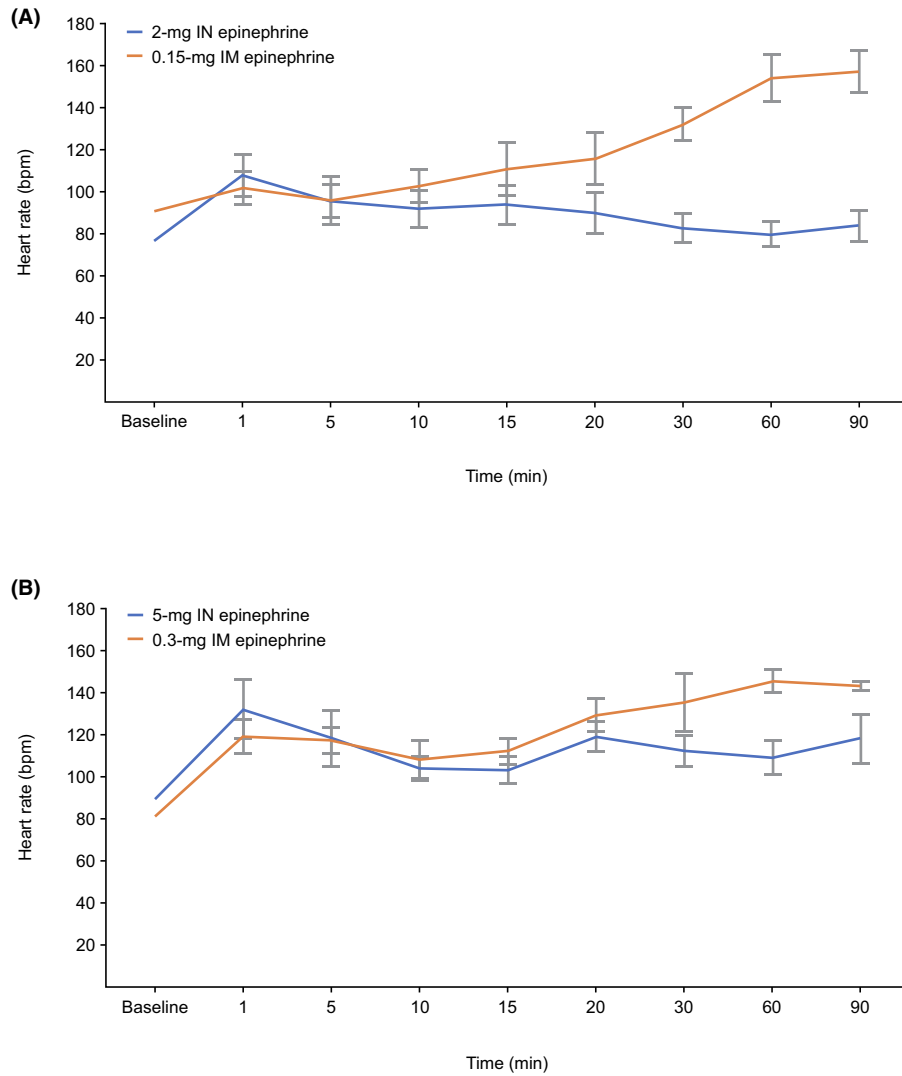 (A)
180
160
140
120
100
80
60
40
20
Heart rate (bpm)
2-mg IN epinephrine
0.15-mg IM epinephrine
Baseline 1 5 10 15 20 30 60 90
Time (min)
(B)
180
160
140
120
100
80
60
40
20
Heart rate (bpm)
5-mg IN epinephrine
0.3-mg IM epinephrine
Baseline 1 5 10 15 20 30 60 90
Time (min)